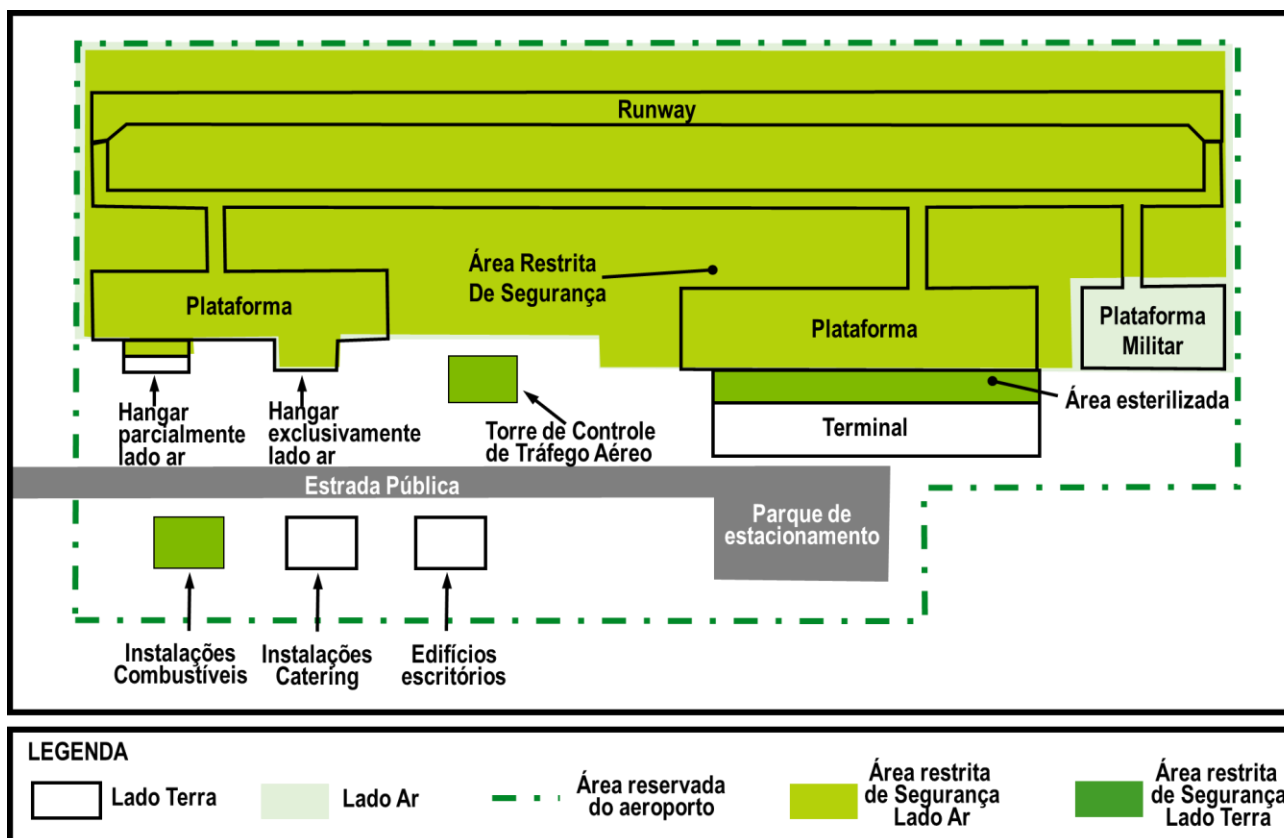 Runway
Área Restrita
De Segurança
Plataforma
Plataforma
Plataforma
Militar
Hangar
parcialmente
lado ar
Hangar
exclusivamente
lado ar
Torre de Controle
de Tráfego Aéreo
Área esterilizada
Terminal
Estrada Pública
Parque de
estacionamento
Instalações
Combustíveis
Instalações
Catering
Edifícios
escritórios
LEGENDA
Lado Terra
Lado Ar
Área reservada
do aeroporto
Área restrita
de Segurança
Lado Ar
Área restrita
de Segurança
Lado Terra